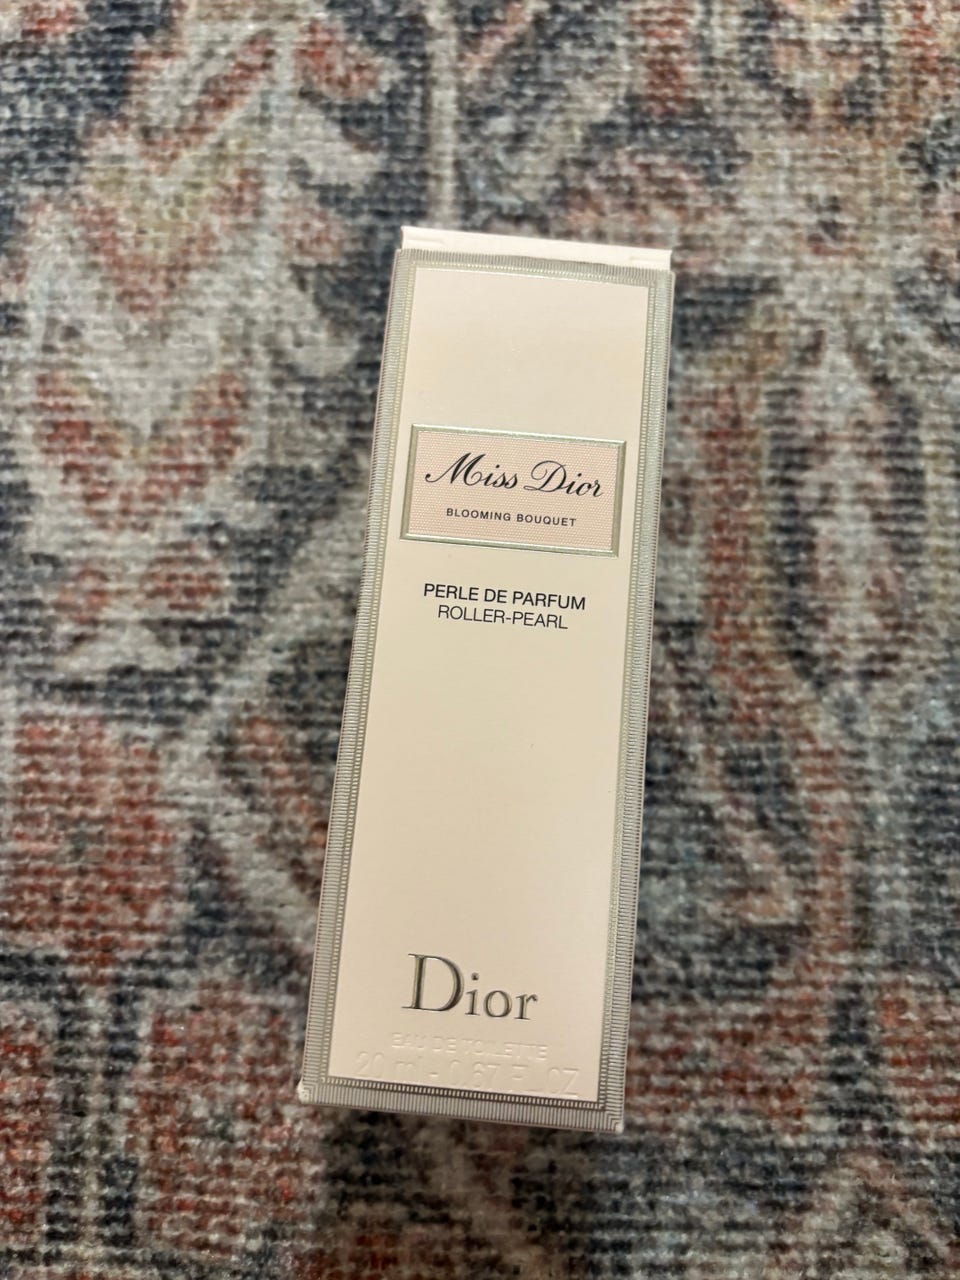 Miss Dior
BLOOMING BOUQUET
PERLE DE PARFUM
ROLLER-PEARL
Dior
EAU DE TOILETTE
20 ml - 0.67 FL.OZ